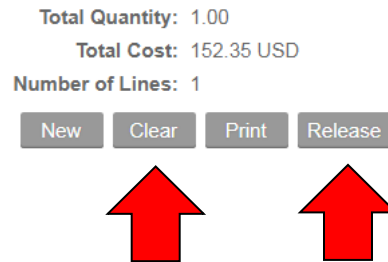 Total Quantity: 1.00
Total Cost: 152.35 USD
Number of Lines: 1
New Clear Print Release